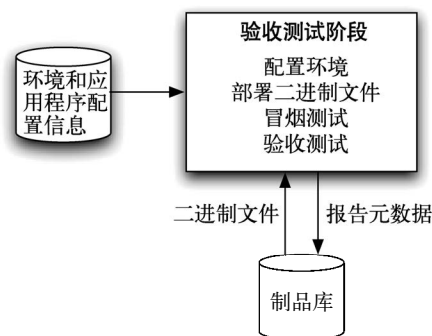 验收测试阶段
配置环境
部署二进制文件
冒烟测试
验收测试
环境和应
用程序配
置信息
二进制文件
报告元数据
制品库